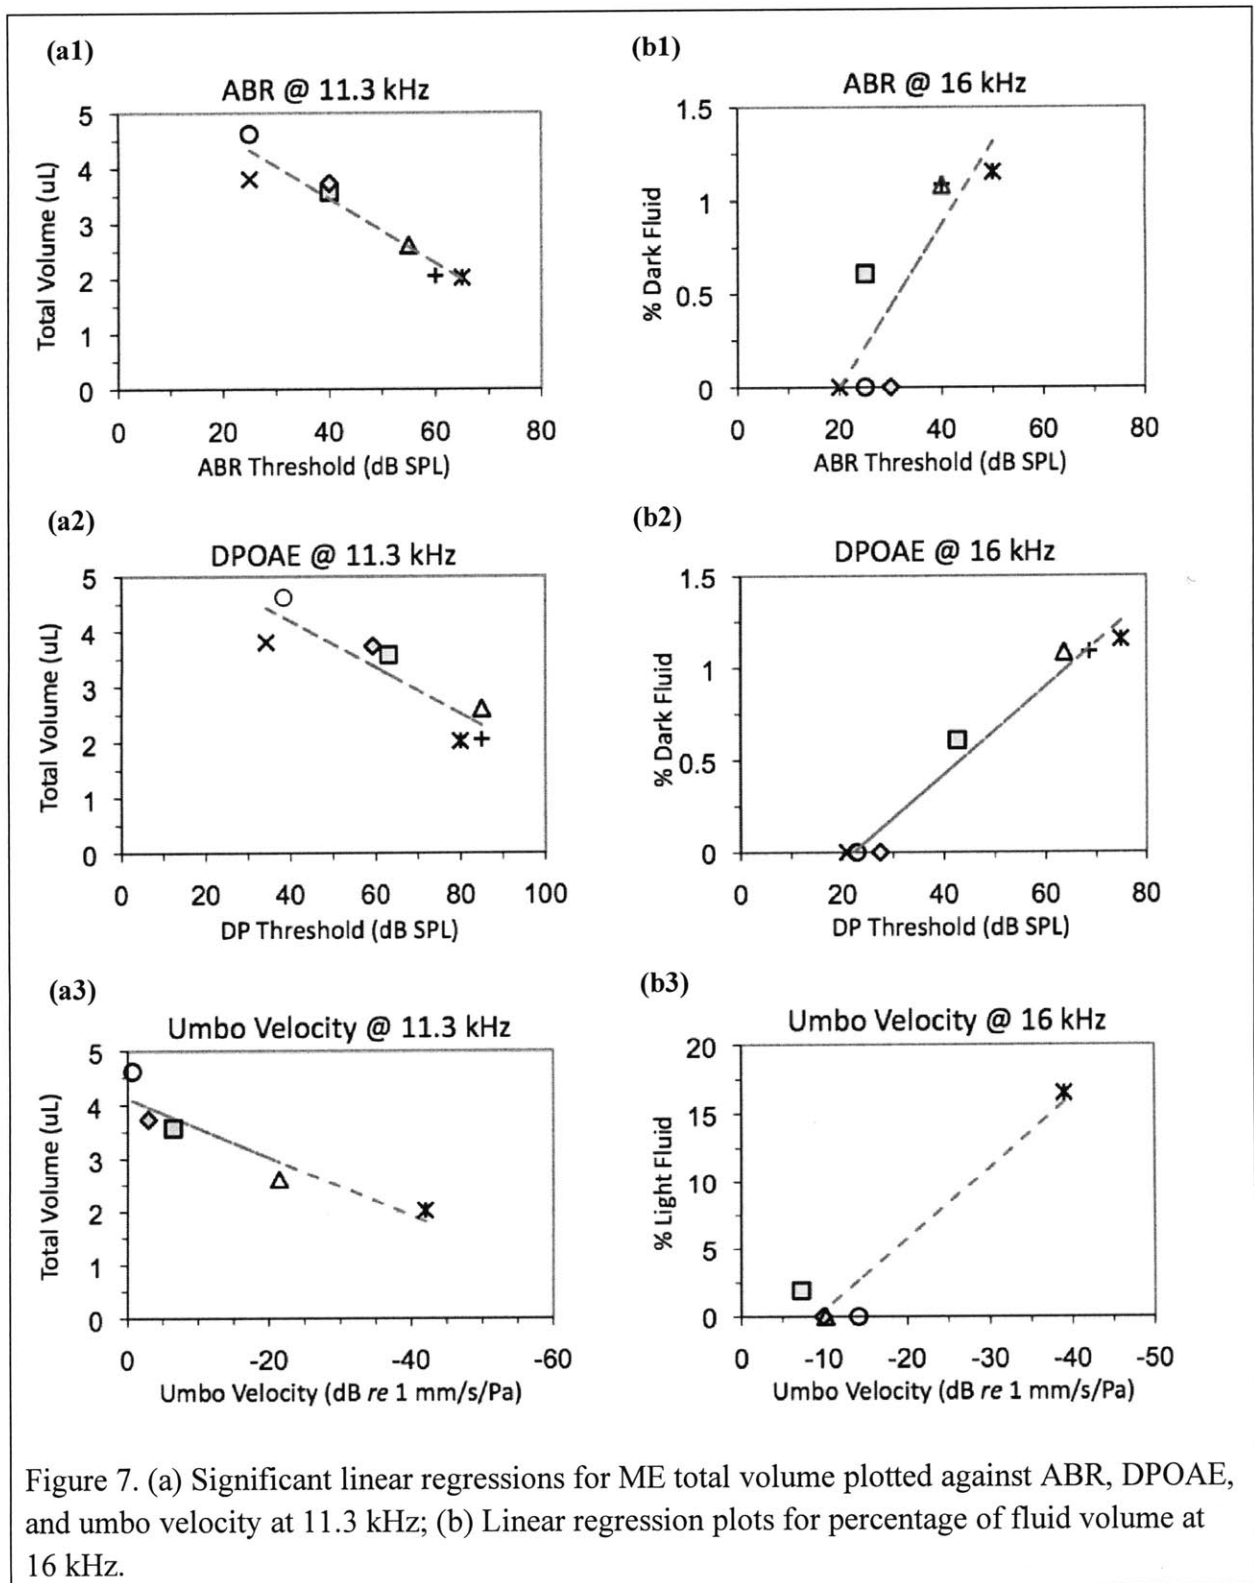 (a1)
ABR @ 11.3 kHz
Total Volume (uL)
5
4
3
2
1
0
0 20 40 60 80
ABR Threshold (dB SPL)
(b1)
ABR @ 16 kHz
% Dark Fluid
1.5
1
0.5
0
0 20 40 60 80
ABR Threshold (dB SPL)
(a2)
DPOAE @ 11.3 kHz
Total Volume (uL)
5
4
3
2
1
0
0 20 40 60 80 100
DP Threshold (dB SPL)
(b2)
DPOAE @ 16 kHz
% Dark Fluid
1.5
1
0.5
0
0 20 40 60 80
DP Threshold (dB SPL)
(a3)
Umbo Velocity @ 11.3 kHz
Total Volume (uL)
5
4
3
2
1
0
0 -20 -40 -60
Umbo Velocity (dB re 1 mm/s/Pa)
(b3)
Umbo Velocity @ 16 kHz
% Light Fluid
20
15
10
5
0
0 -10 -20 -30 -40 -50
Umbo Velocity (dB re 1 mm/s/Pa)
Figure 7. (a) Significant linear regressions for ME total volume plotted against ABR, DPOAE,
and umbo velocity at 11.3 kHz; (b) Linear regression plots for percentage of fluid volume at
16 kHz.